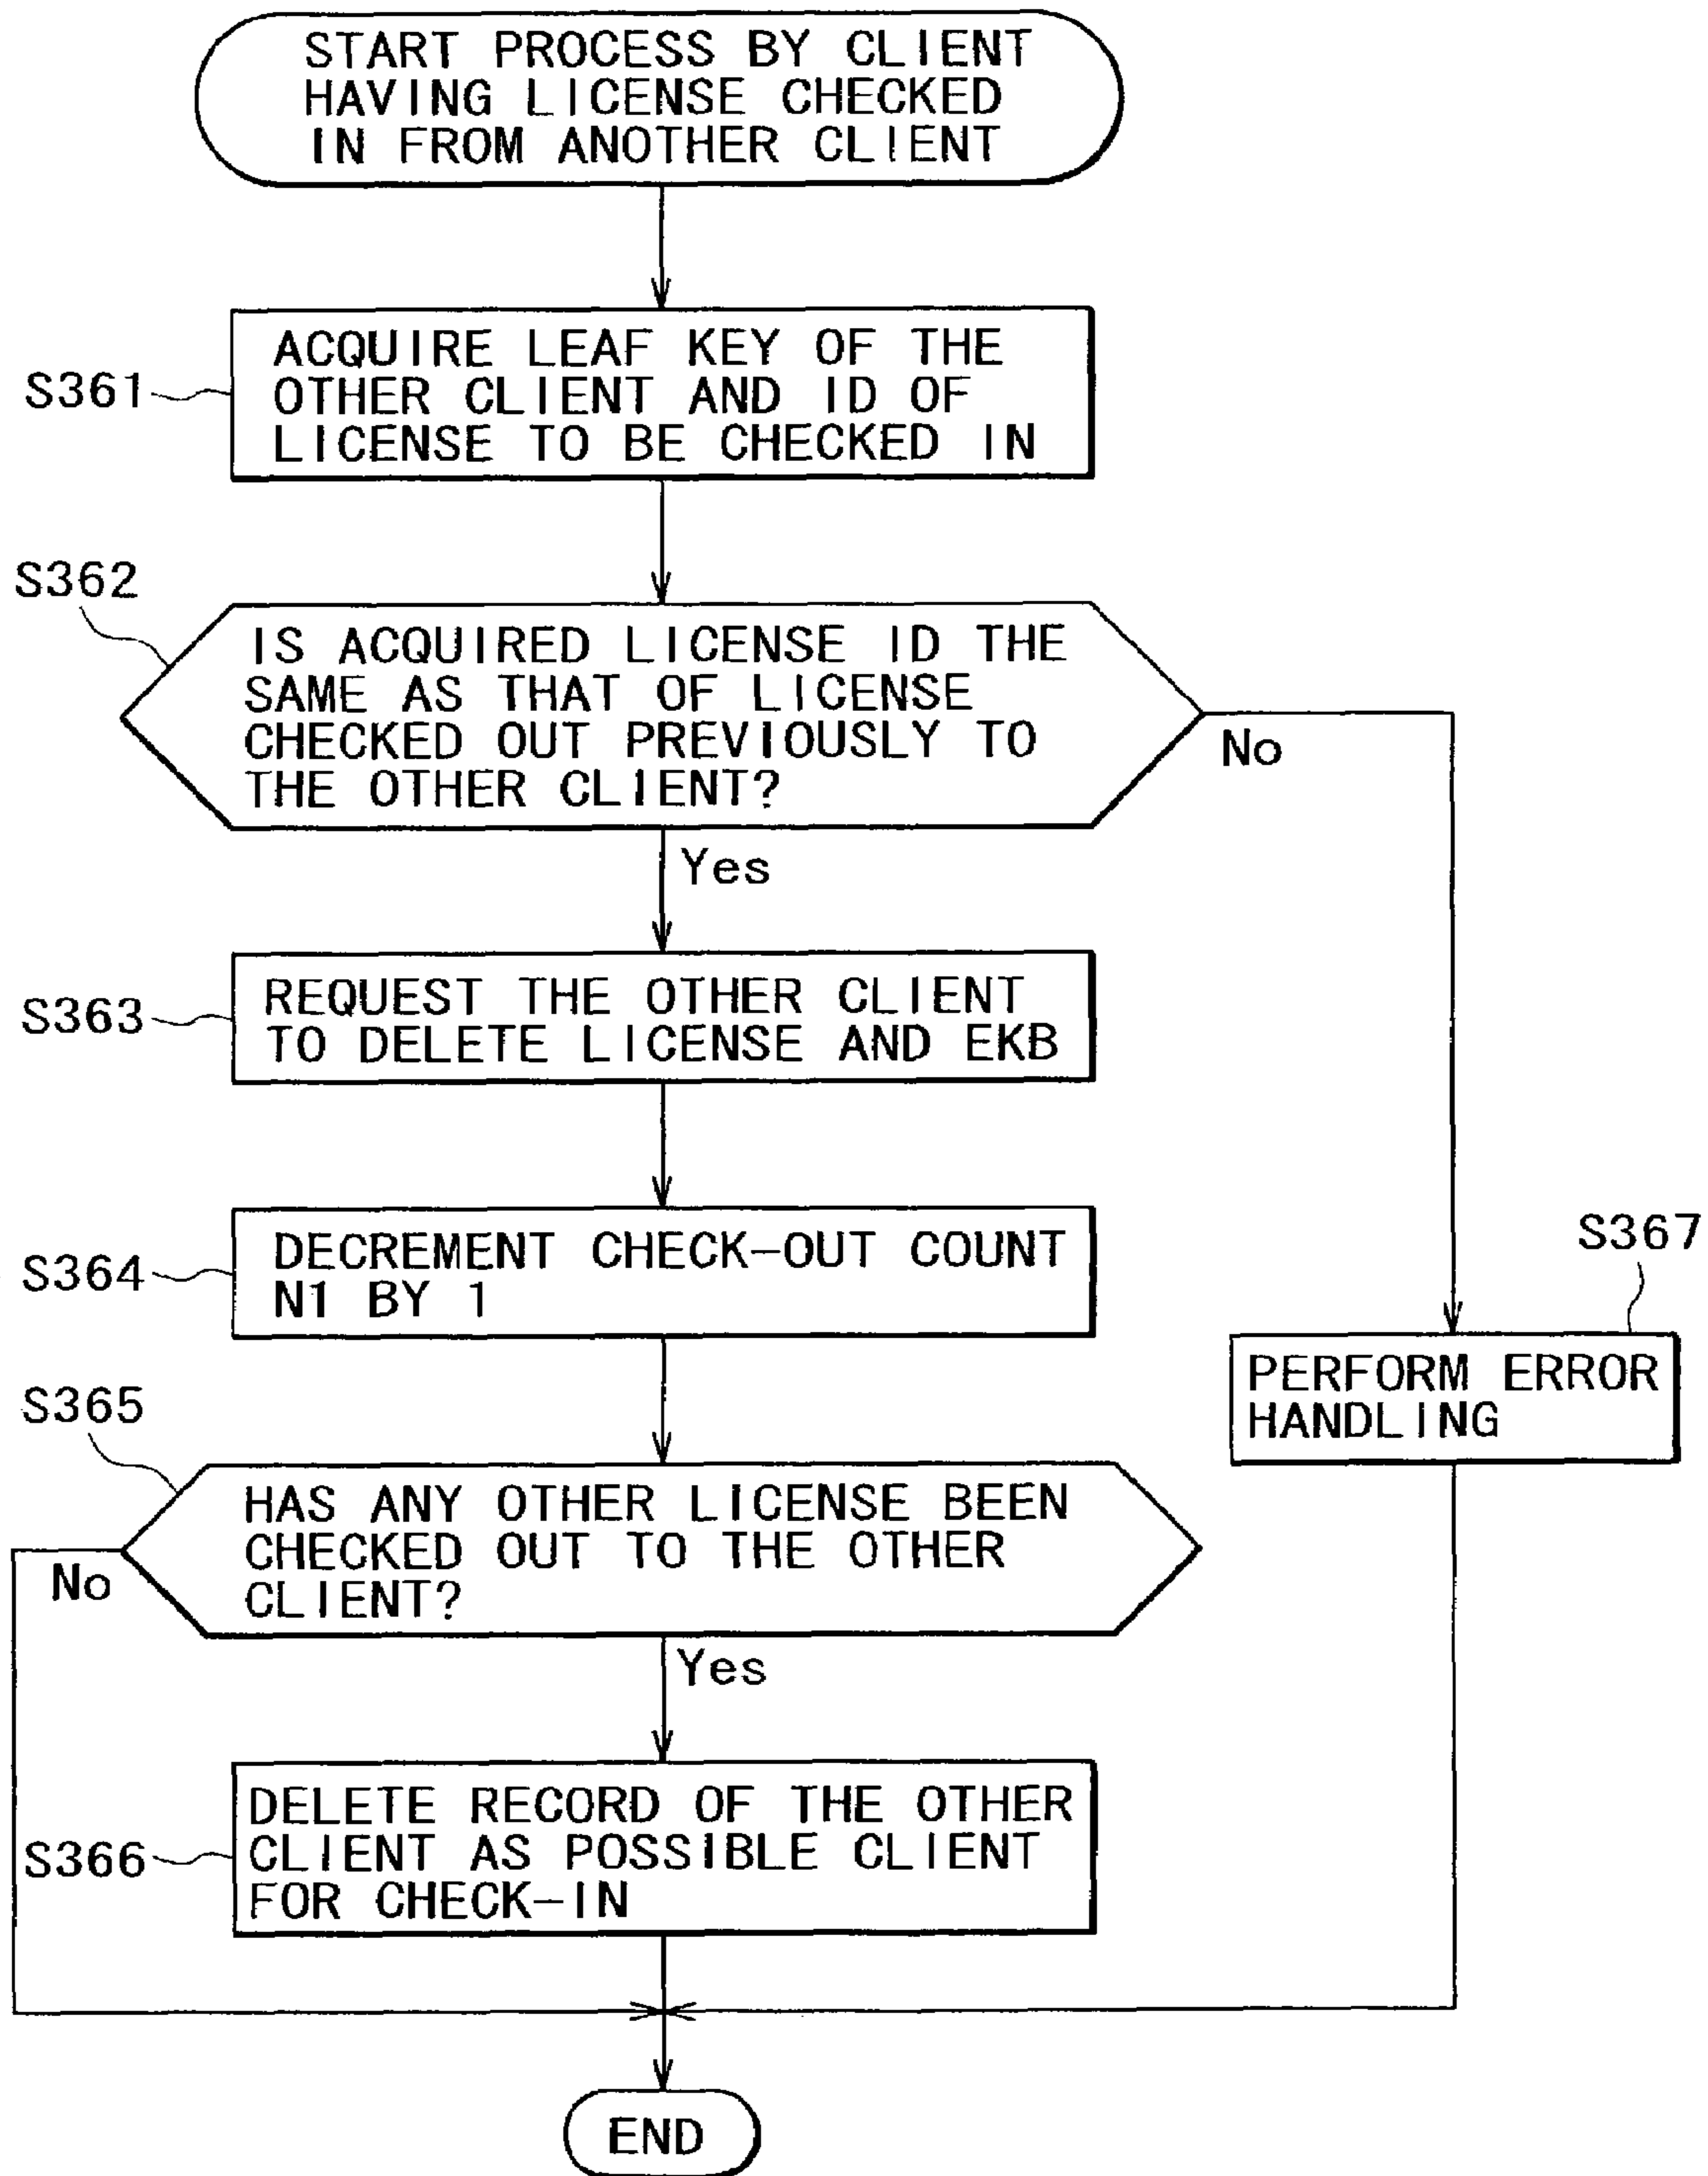 START PROCESS BY CLIENT
HAVING LICENSE CHECKED
IN FROM ANOTHER CLIENT
S361
ACQUIRE LEAF KEY OF THE
OTHER CLIENT AND ID OF
LICENSE TO BE CHECKED IN
S362
IS ACQUIRED LICENSE ID THE
SAME AS THAT OF LICENSE
CHECKED OUT PREVIOUSLY TO
THE OTHER CLIENT?
No
Yes
S363
REQUEST THE OTHER CLIENT
TO DELETE LICENSE AND EKB
S364
DECREMENT CHECK-OUT COUNT
N1 BY 1
S367
PERFORM ERROR
HANDLING
S365
HAS ANY OTHER LICENSE BEEN
CHECKED OUT TO THE OTHER
CLIENT?
No
Yes
S366
DELETE RECORD OF THE OTHER
CLIENT AS POSSIBLE CLIENT
FOR CHECK-IN
END